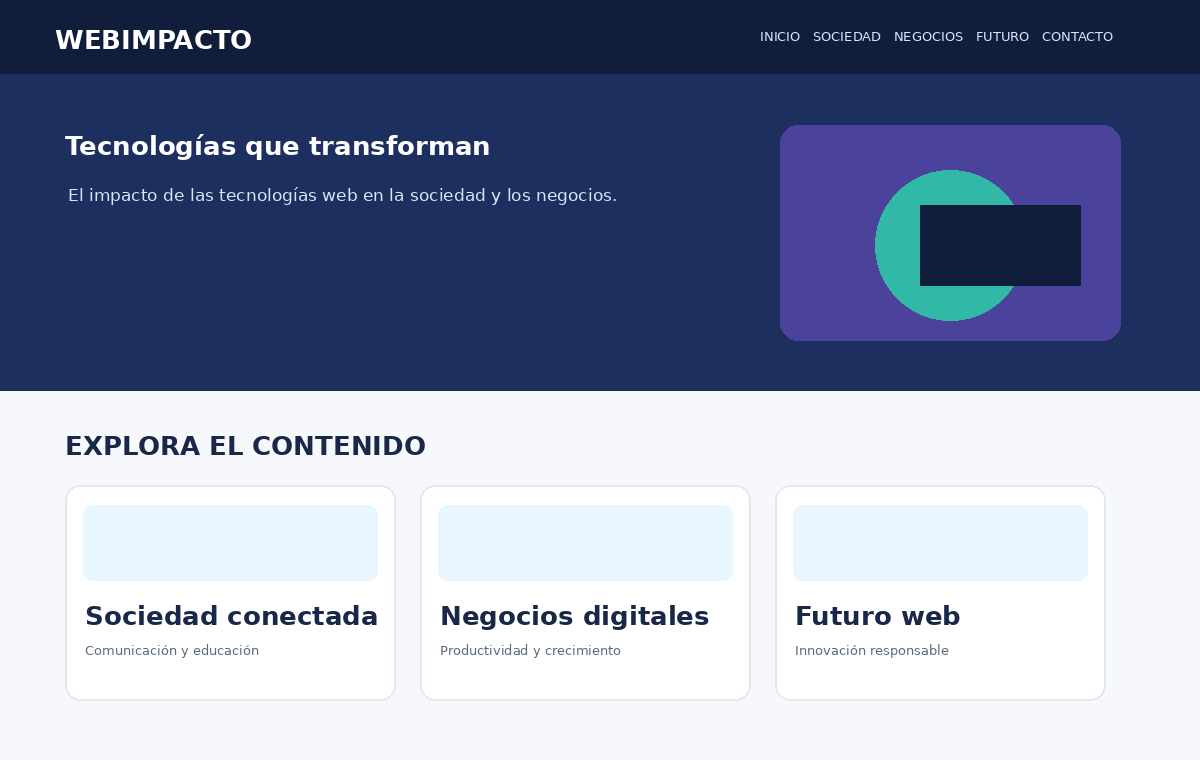 WEBIMPACTO
INICIO SOCIEDAD NEGOCIOS FUTURO CONTACTO
Tecnologías que transforman
El impacto de las tecnologías web en la sociedad y los negocios.
EXPLORA EL CONTENIDO
Sociedad conectada
Comunicación y educación
Negocios digitales
Productividad y crecimiento
Futuro web
Innovación responsable